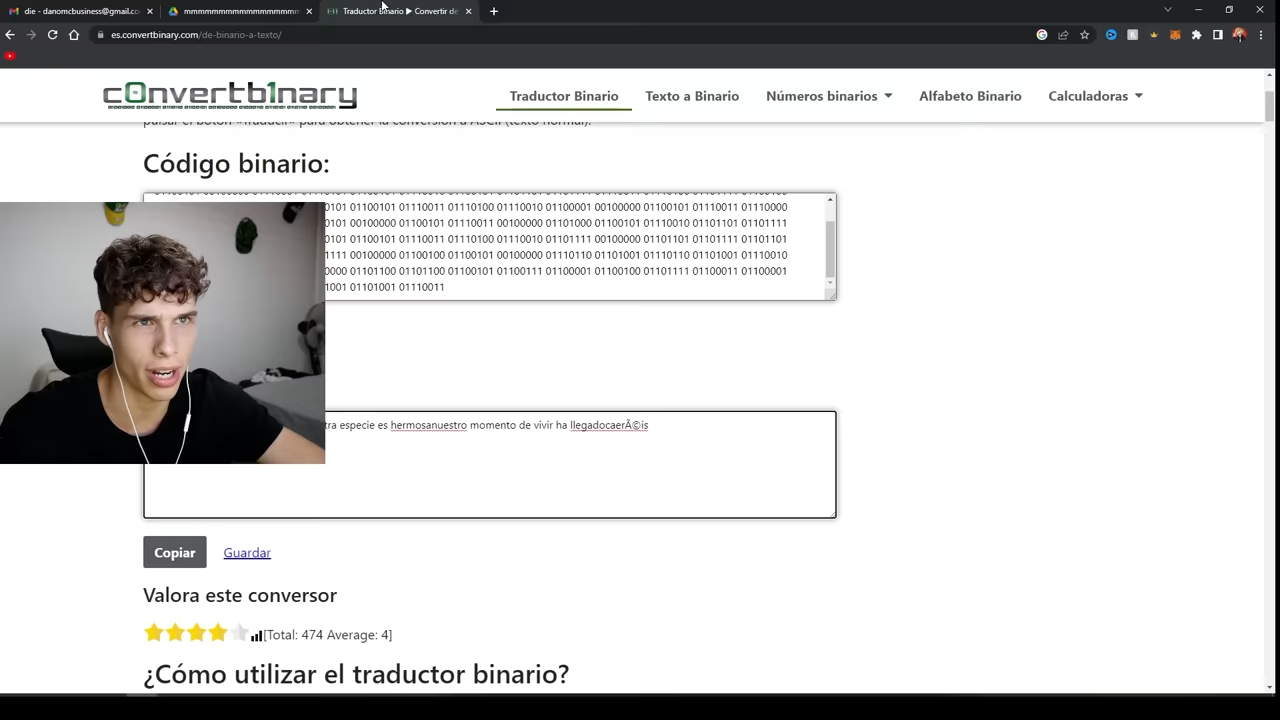 die - danomcbusiness@gmail.co
mmmmmmmmmmmmmmmmm
Traductor Binario ▶ Convertir de
es.convertbinary.com/de-binario-a-texto/
c0nvertb1nary
Traductor Binario
Texto a Binario
Números binarios
Alfabeto Binario
Calculadoras
pulsar el botón «Traducir» para obtener la conversión a ASCII (texto normal).
Código binario:
0101 01100101 01110011 01110100 01110010 01100001 00100000 01100101 01110011 01110000
0101 00100000 01100101 01110011 00100000 01101000 01100101 01110010 01101101 01101111
0101 01100101 01110011 01110100 01110010 01101111 00100000 01101101 01101111 01101101
1111 00100000 01100100 01100101 00100000 01110110 01101001 01110110 01101001 01110010
0000 01101100 01101100 01100101 01100111 01100001 01100100 01101111 01100011 01100001
1001 01101001 01110011
tra especie es hermosanuestro momento de vivir ha llegadocaerÃ©is
Copiar
Guardar
Valora este conversor
[Total: 474 Average: 4]
¿Cómo utilizar el traductor binario?